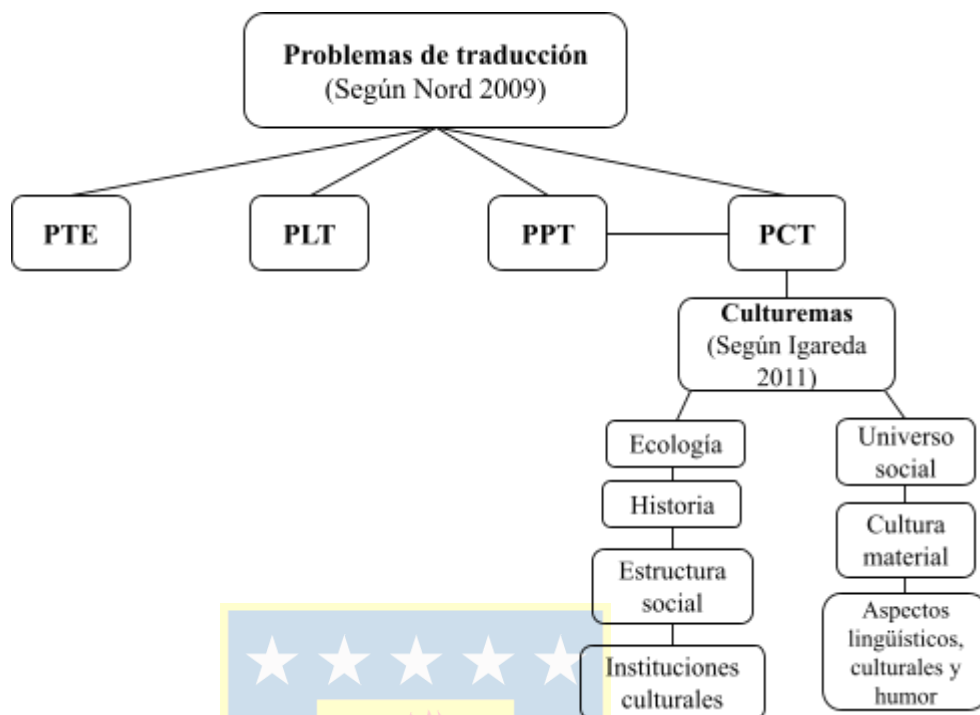 Problemas de traducción
(Según Nord 2009)
PTE
PLT
PPT
PCT
Culturemas
(Según Igareda
2011)
Ecología
Historia
Estructura
social
Instituciones
culturales
Universo
social
Cultura
material
Aspectos
lingüísticos,
culturales y
humor